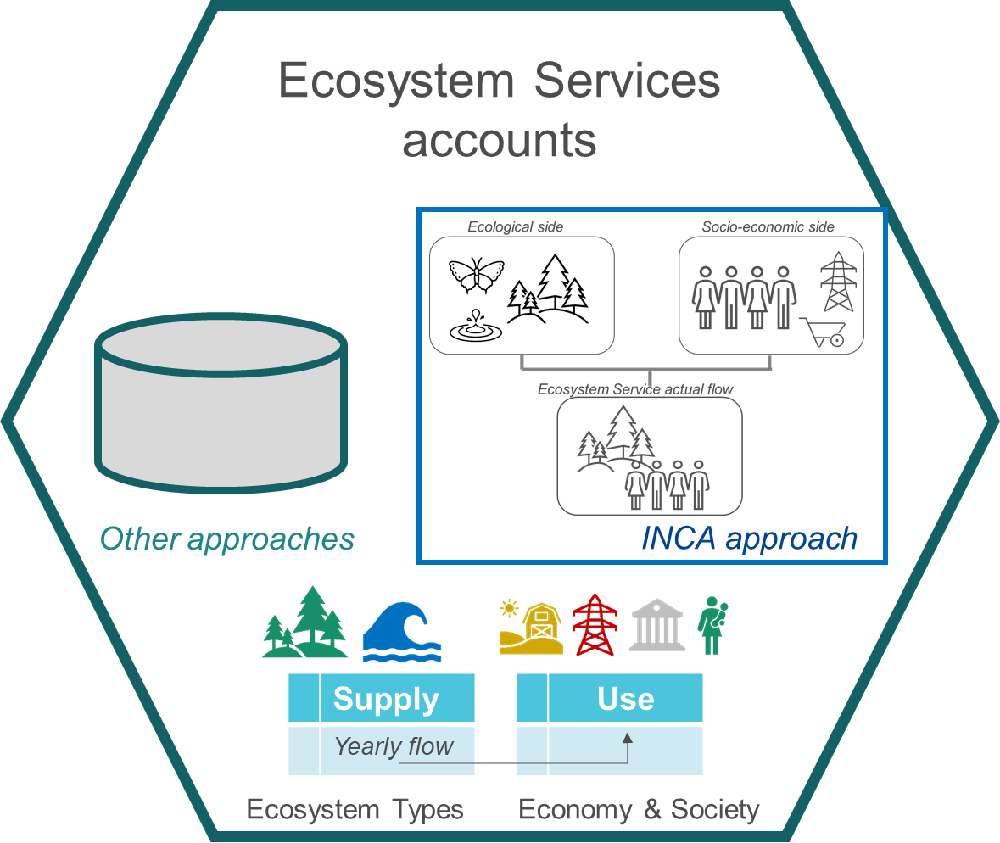 Ecosystem Services
accounts
Ecological side
Socio-economic side
Ecosystem Service actual flow
Other approaches
INCA approach
Supply
Use
Yearly flow
Ecosystem Types
Economy & Society